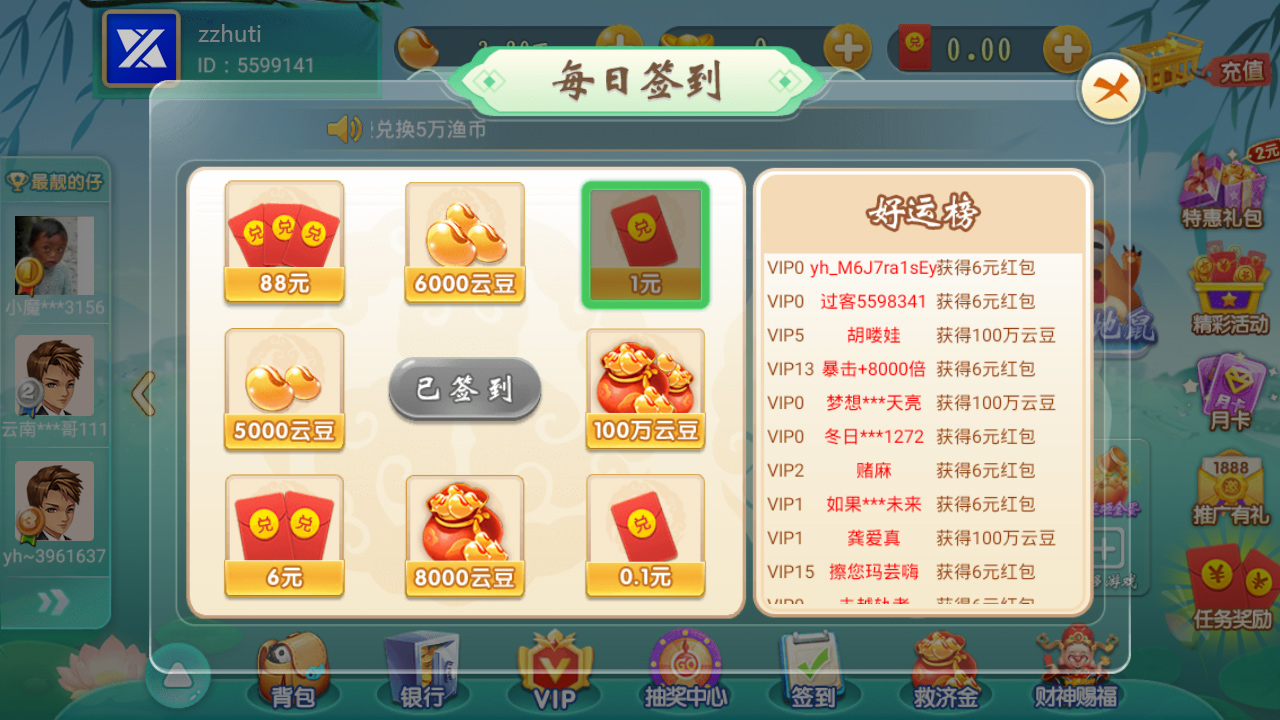 zzhuti
ID：5599141
0
0.00
充值
每日签到
兑换5万渔币
最靓的仔
小魔***3156
云南***哥111
yh~3961637
88元
6000云豆
1元
5000云豆
已签到
100万云豆
6元
8000云豆
0.1元
好运榜
VIP0 yh_M6J7ra1sEy获得6元红包
VIP0 过客5598341 获得6元红包
VIP5 胡喽娃 获得100万云豆
VIP13 暴击+8000倍 获得6元红包
VIP0 梦想***天亮 获得100万云豆
VIP0 冬日***1272 获得6元红包
VIP2 赌麻 获得6元红包
VIP1 如果***未来 获得6元红包
VIP1 龚爱真 获得100万云豆
VIP15 擦您玛芸嗨 获得6元红包
2元
特惠礼包
精彩活动
地鼠
月卡
月卡
1888
推广有礼
游戏
任务奖励
背包
银行
VIP
GO
抽奖中心
签到
救济金
财神赐福